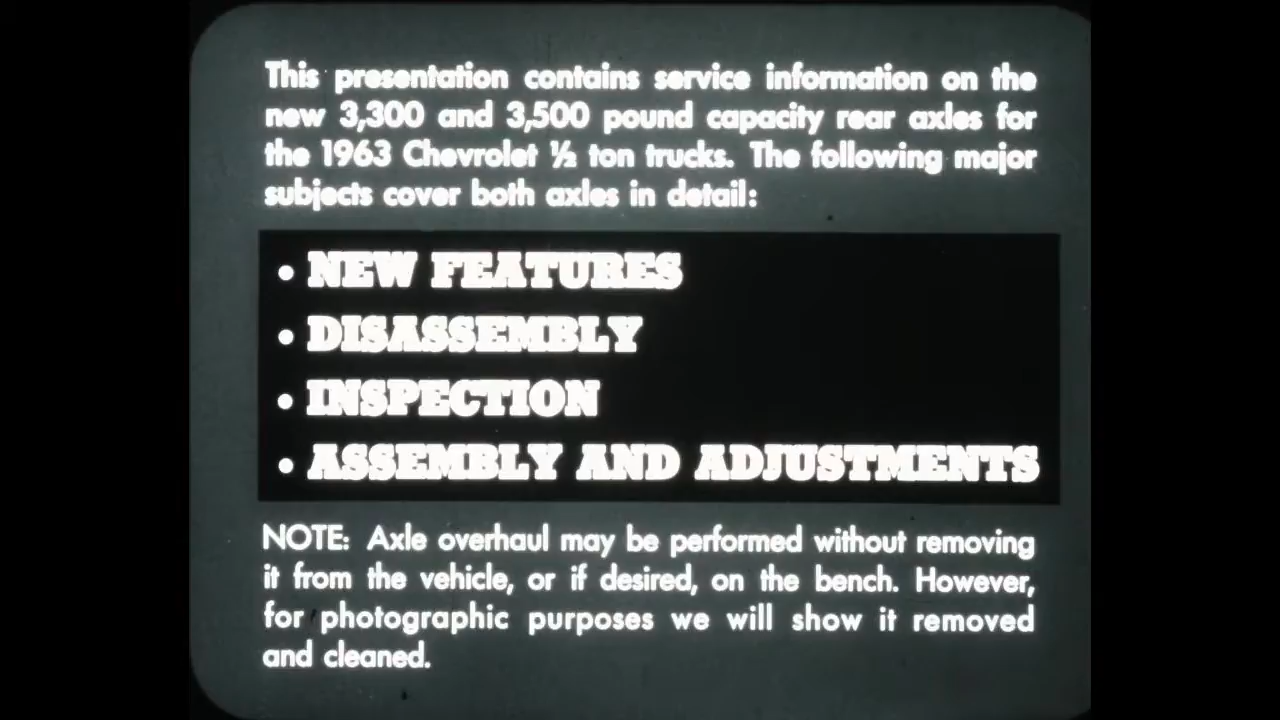 This presentation contains service information on the
new 3,300 and 3,500 pound capacity rear axles for
the 1963 Chevrolet ½ ton trucks. The following major
subjects cover both axles in detail:
• NEW FEATURES
• DISASSEMBLY
• INSPECTION
• ASSEMBLY AND ADJUSTMENTS
NOTE: Axle overhaul may be performed without removing
it from the vehicle, or if desired, on the bench. However,
for photographic purposes we will show it removed
and cleaned.